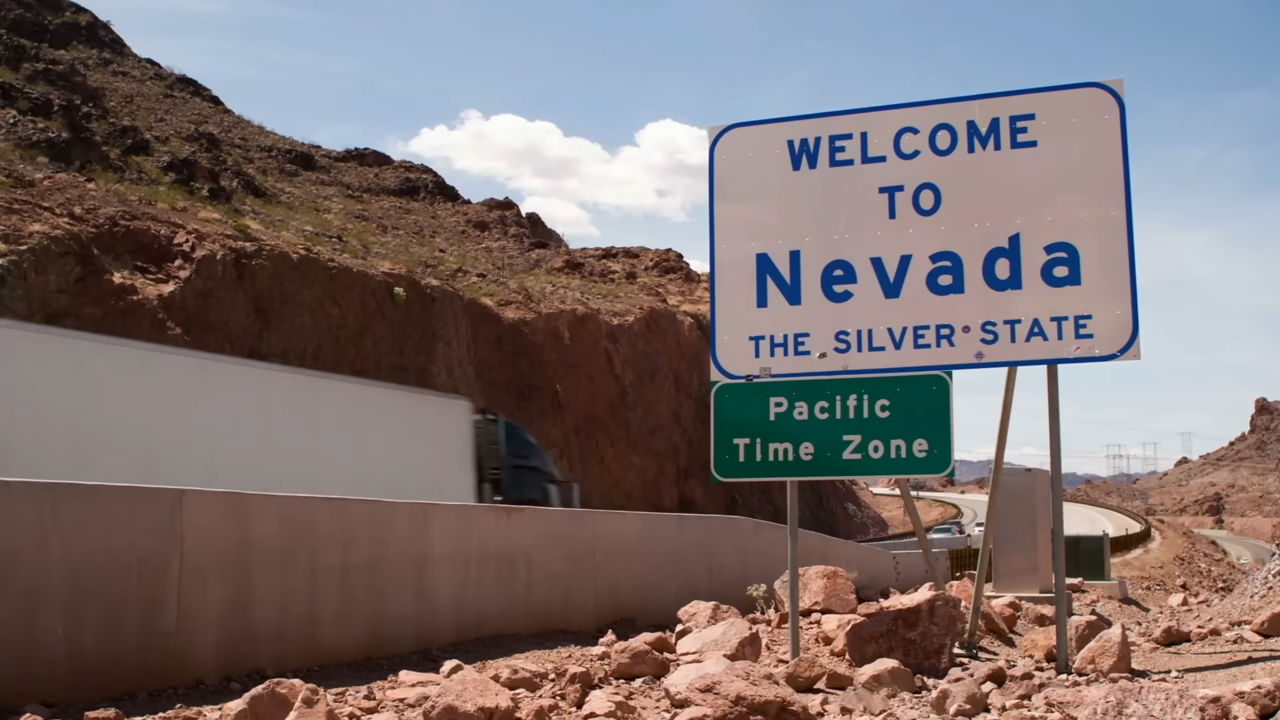 WELCOME
TO
Nevada
THE SILVER STATE
Pacific
Time Zone